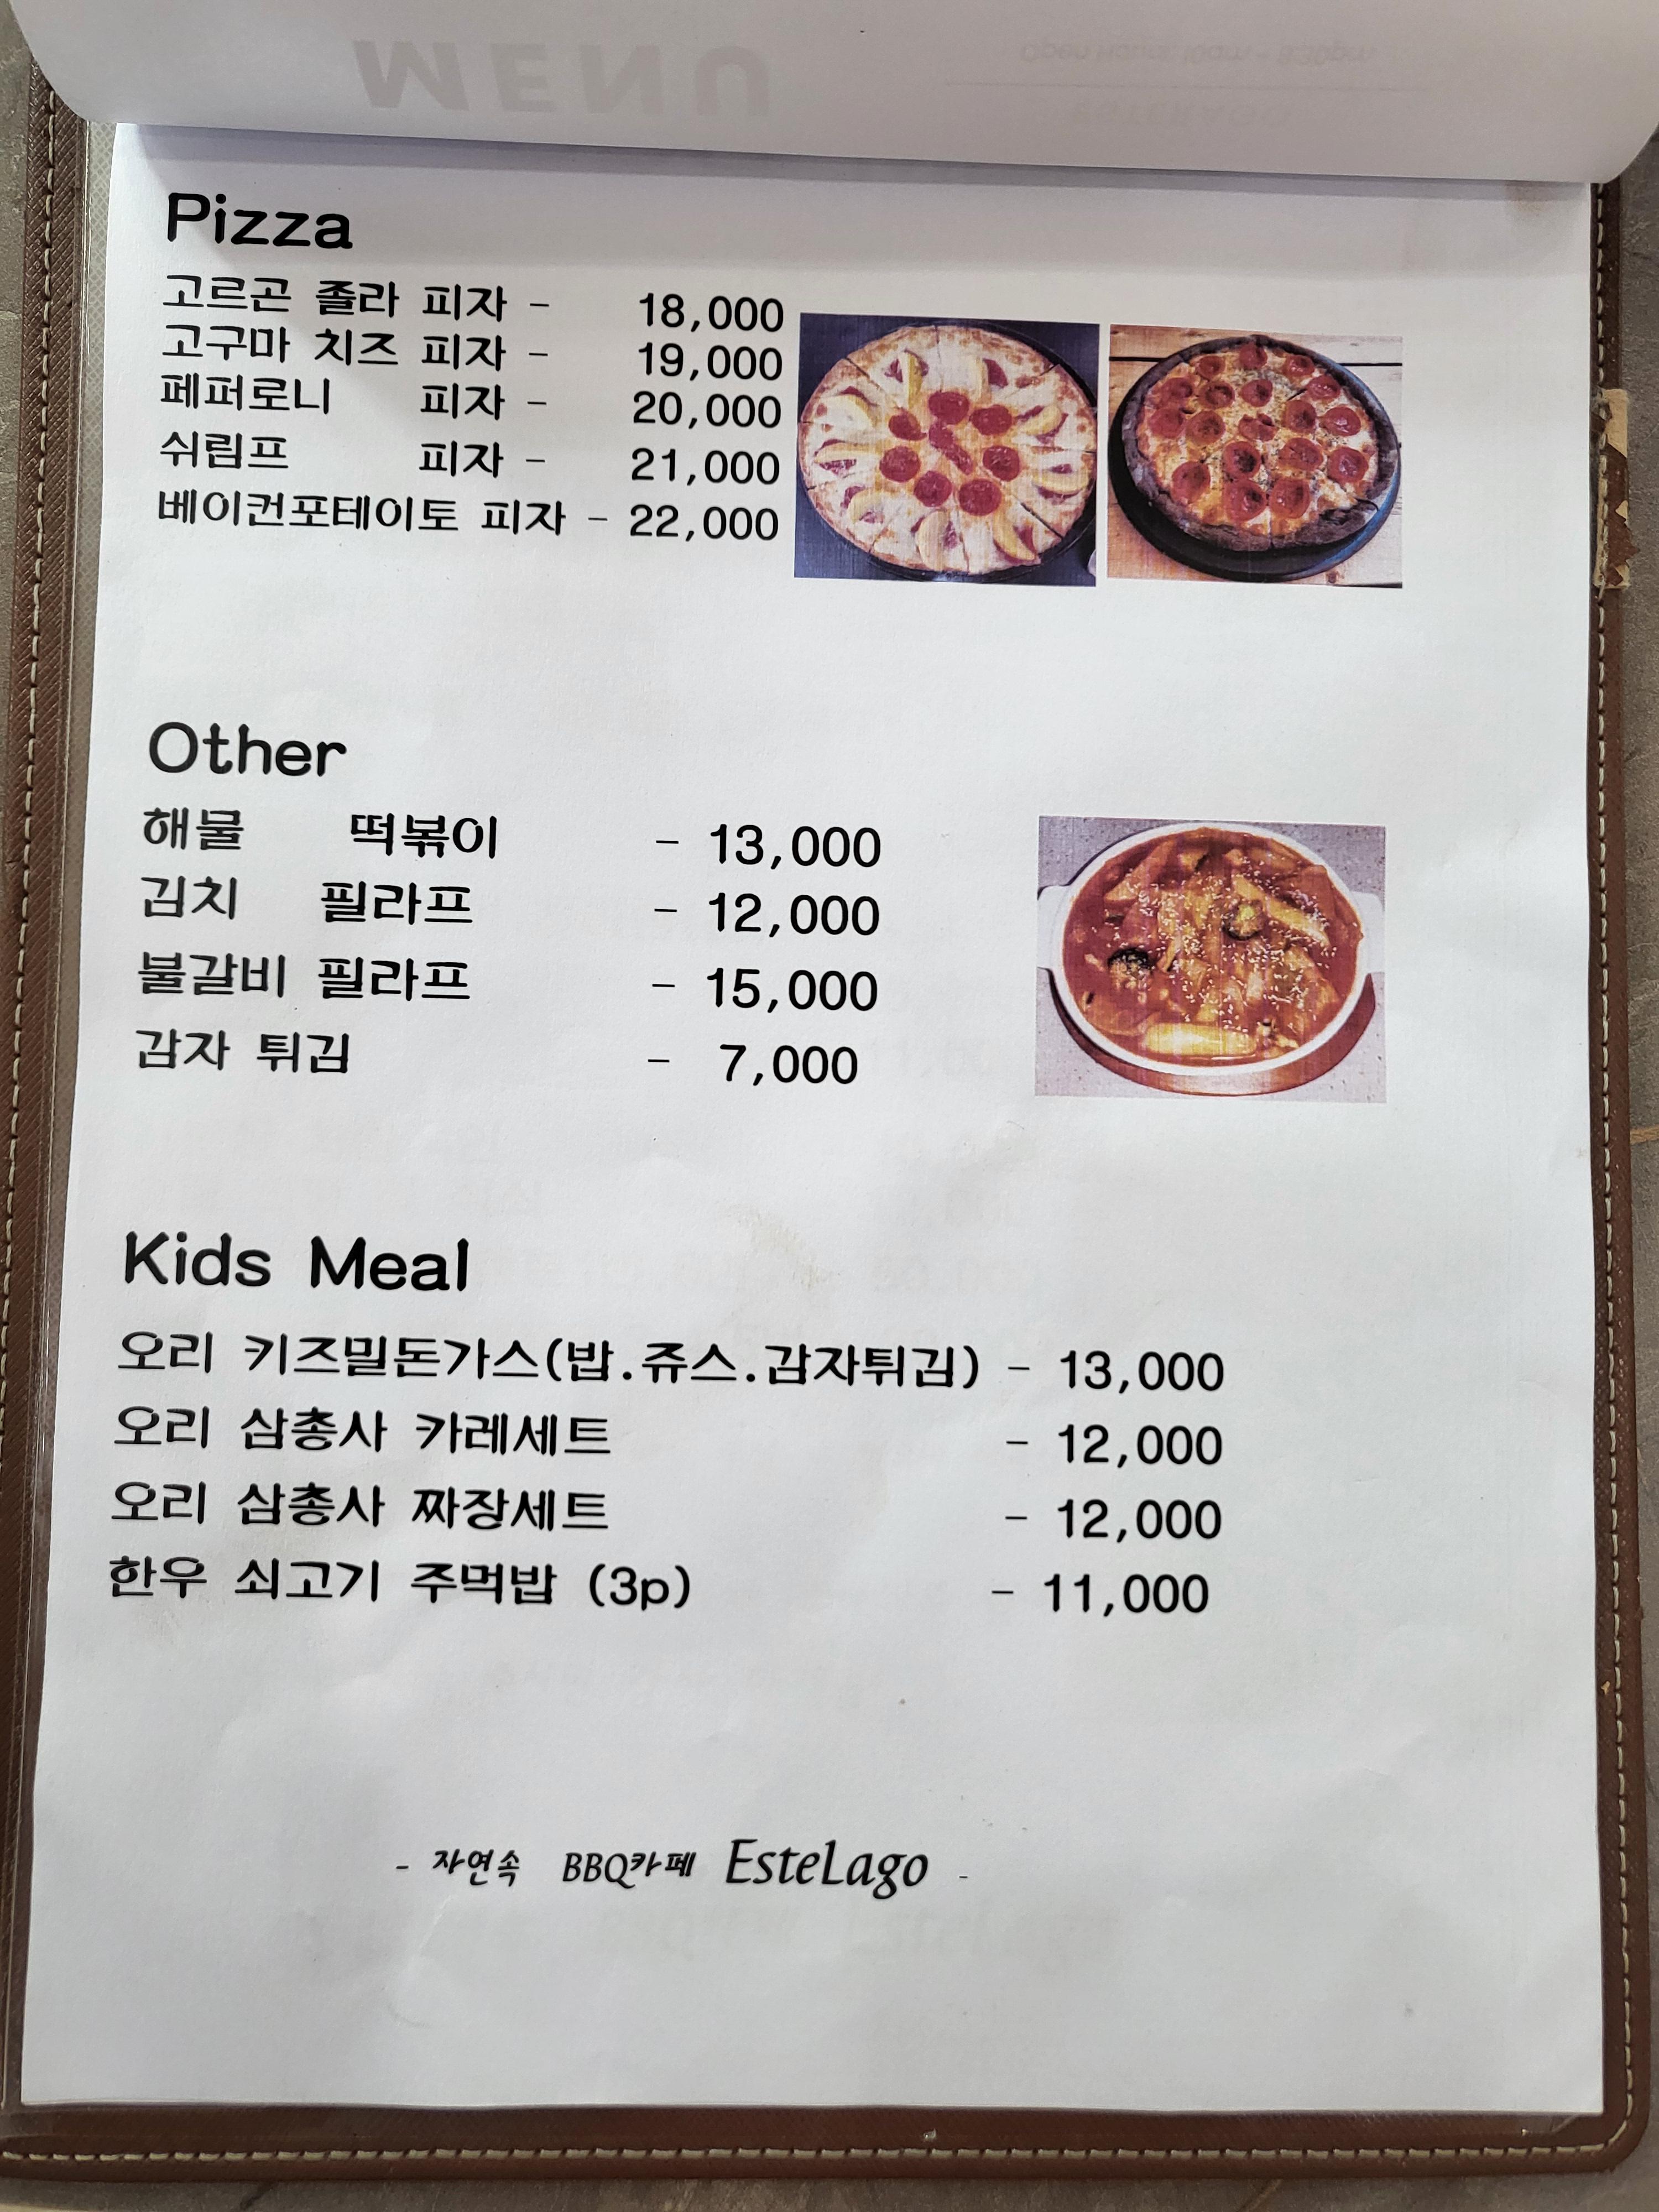 Pizza
고르곤 졸라 피자 - 18,000
고구마 치즈 피자 - 19,000
페퍼로니 피자 - 20,000
쉬림프 피자 - 21,000
베이컨포테이토 피자 - 22,000
Other
해물 떡볶이 - 13,000
김치 필라프 - 12,000
불갈비 필라프 - 15,000
감자 튀김 - 7,000
Kids Meal
오리 키즈밀돈가스(밥.쥬스.감자튀김) - 13,000
오리 삼총사 카레세트 - 12,000
오리 삼총사 짜장세트 - 12,000
한우 쇠고기 주먹밥 (3p) - 11,000
- 자연속 BBQ카페 EsteLago -